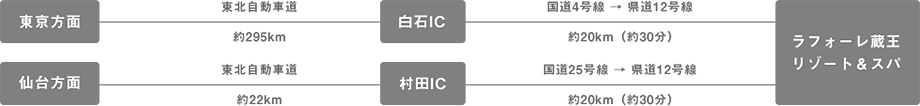 東京方面
東北自動車道
約295km
白石IC
国道4号線 → 県道12号線
約20km（約30分）
仙台方面
東北自動車道
約22km
村田IC
国道25号線 → 県道12号線
約20km（約30分）
ラフォーレ蔵王
リゾート＆スパ